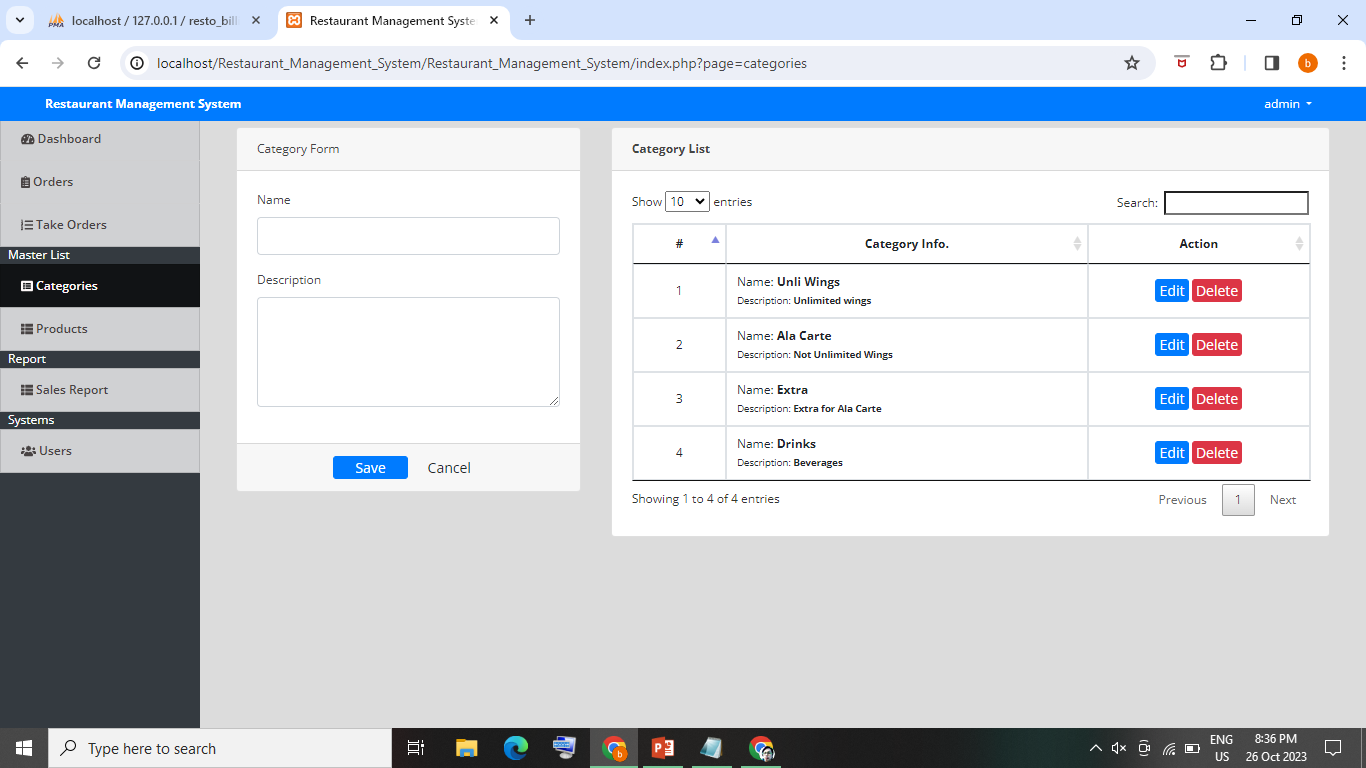 localhost / 127.0.0.1 / resto_bill
Restaurant Management Syste
localhost/Restaurant_Management_System/Restaurant_Management_System/index.php?page=categories
b
Restaurant Management System
admin
Dashboard
Orders
Take Orders
Master List
Categories
Products
Report
Sales Report
Systems
Users
Category Form
Name
Description
Save Cancel
Category List
Show 10 entries
Search:
# Category Info. Action
1 Name: Unli Wings
Description: Unlimited wings
Edit Delete
2 Name: Ala Carte
Description: Not Unlimited Wings
Edit Delete
3 Name: Extra
Description: Extra for Ala Carte
Edit Delete
4 Name: Drinks
Description: Beverages
Edit Delete
Showing 1 to 4 of 4 entries
Previous 1 Next
Type here to search
ENG
US
8:36 PM
26 Oct 2023